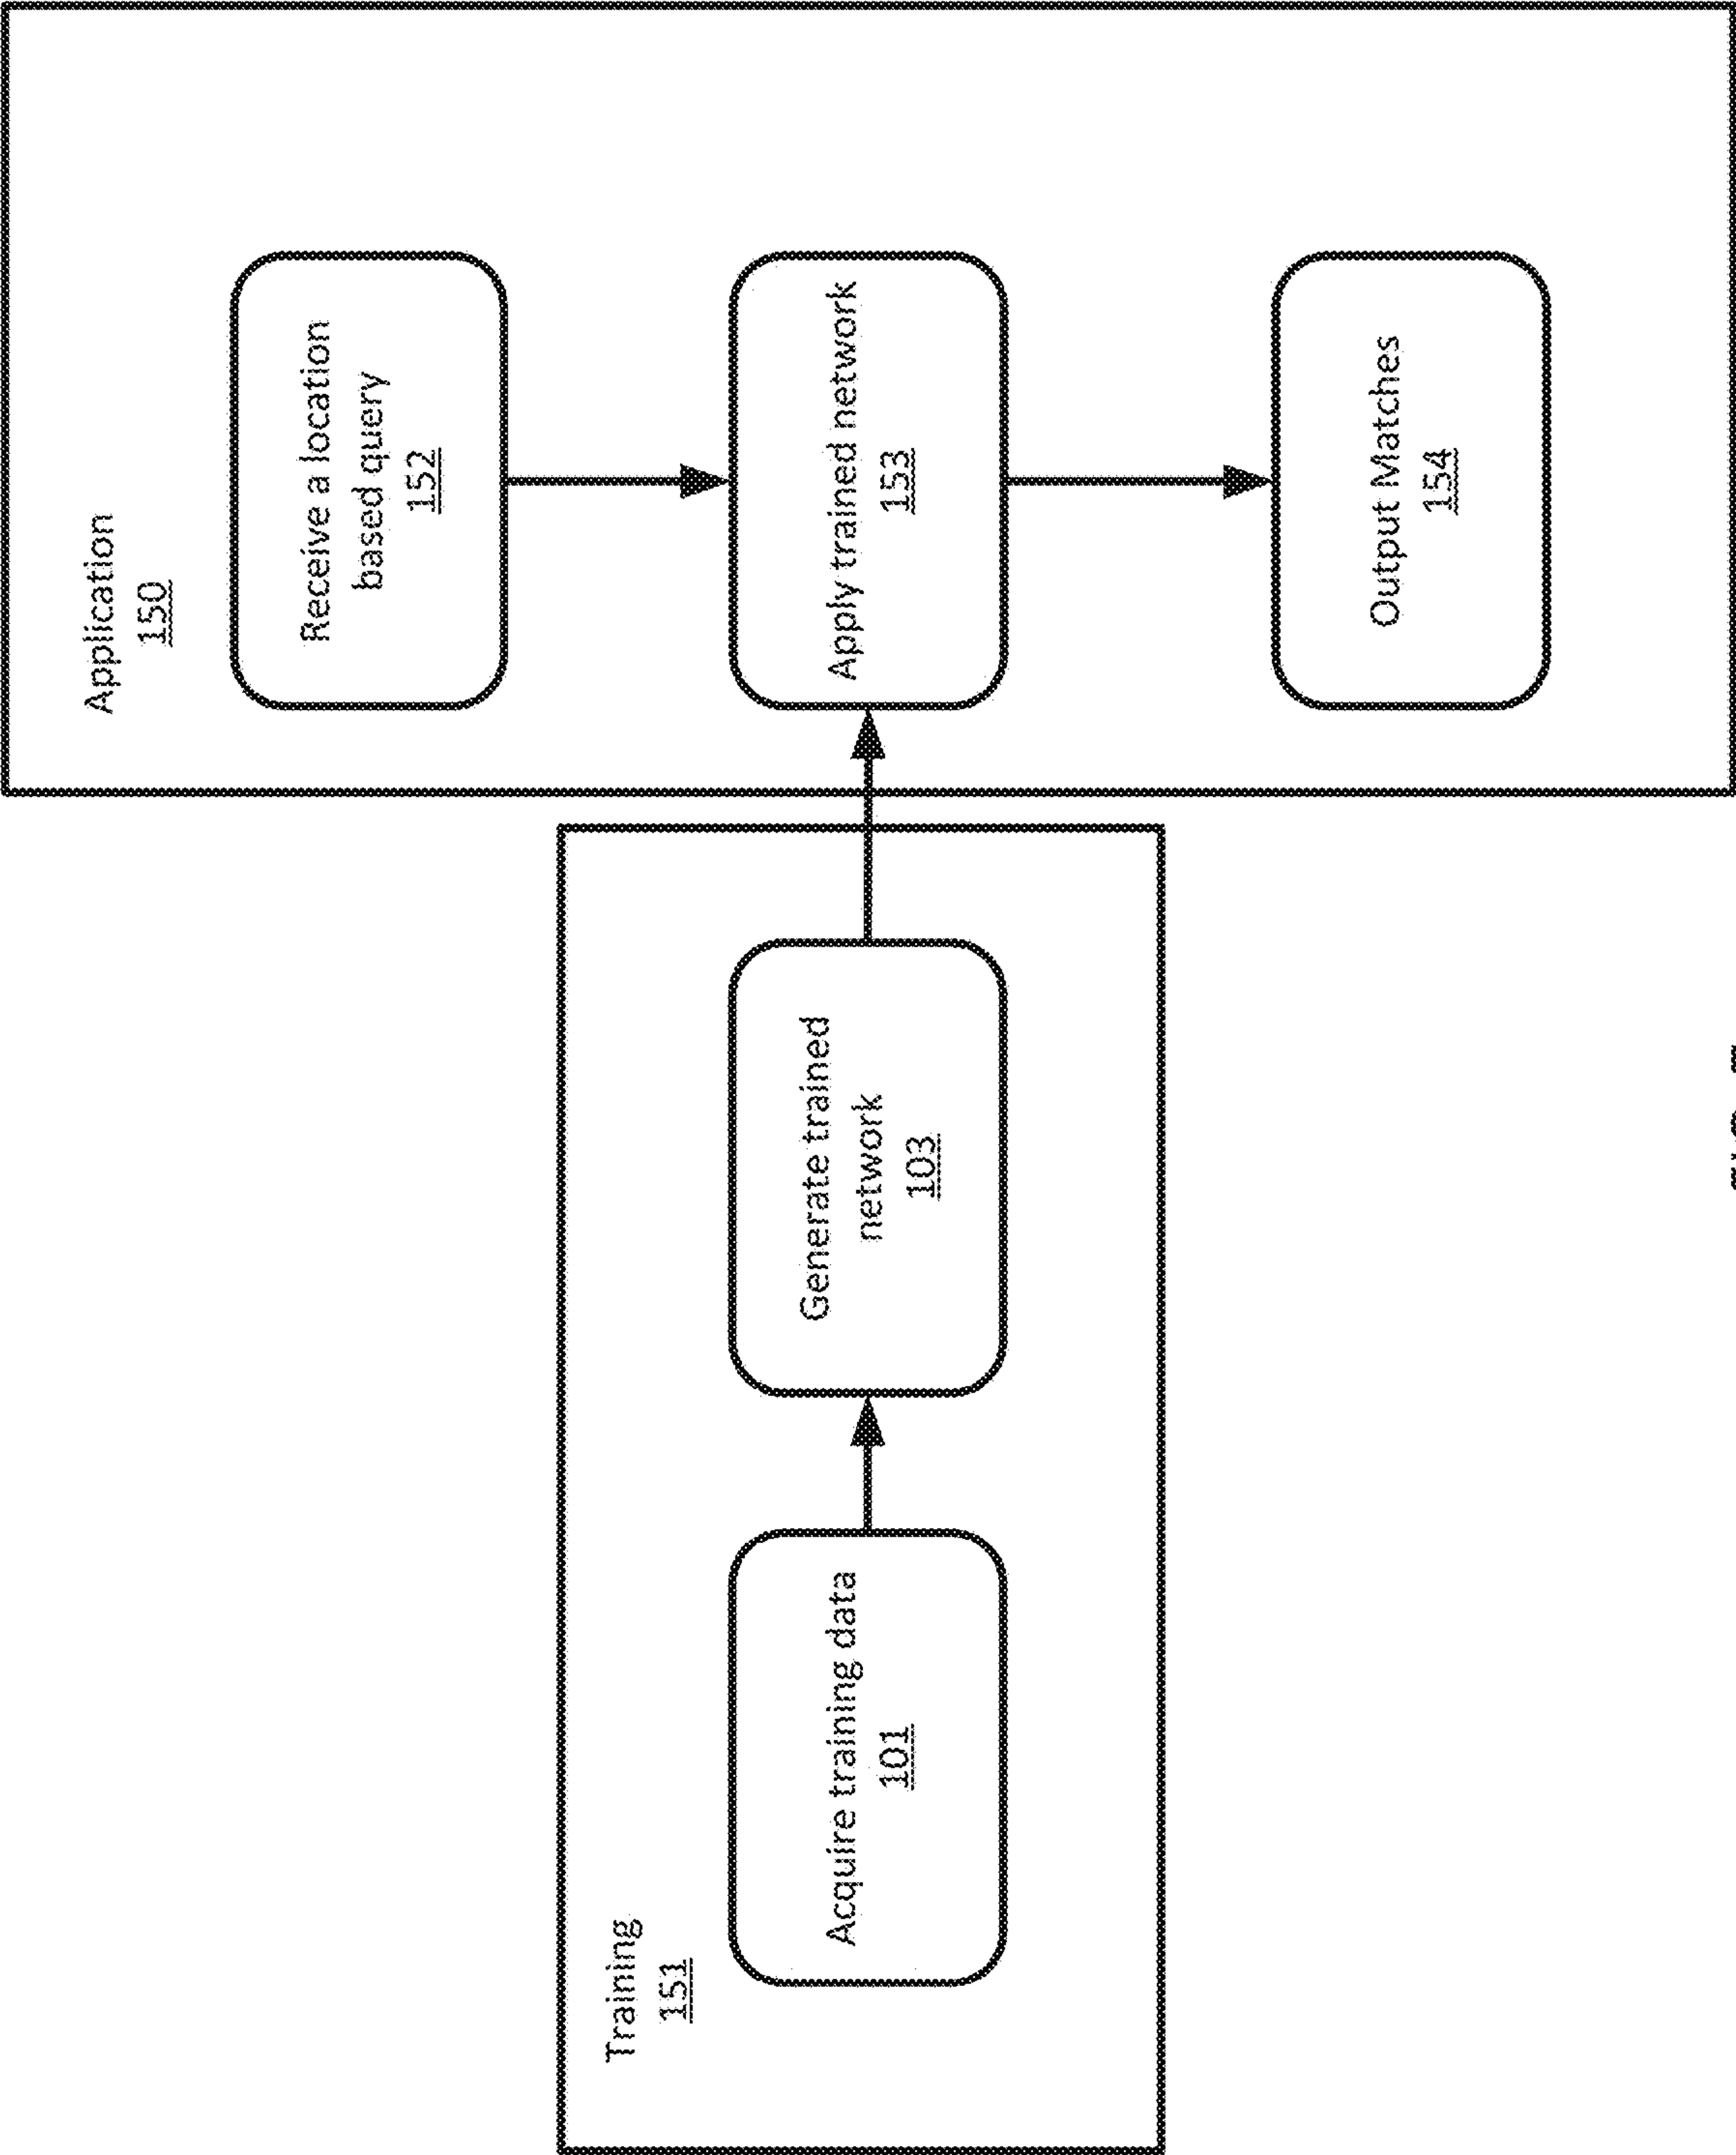 Training
151
Acquire training data
101
Generate trained
network
103
Application
150
Receive a location
based query
152
Apply trained network
153
Output Matches
154